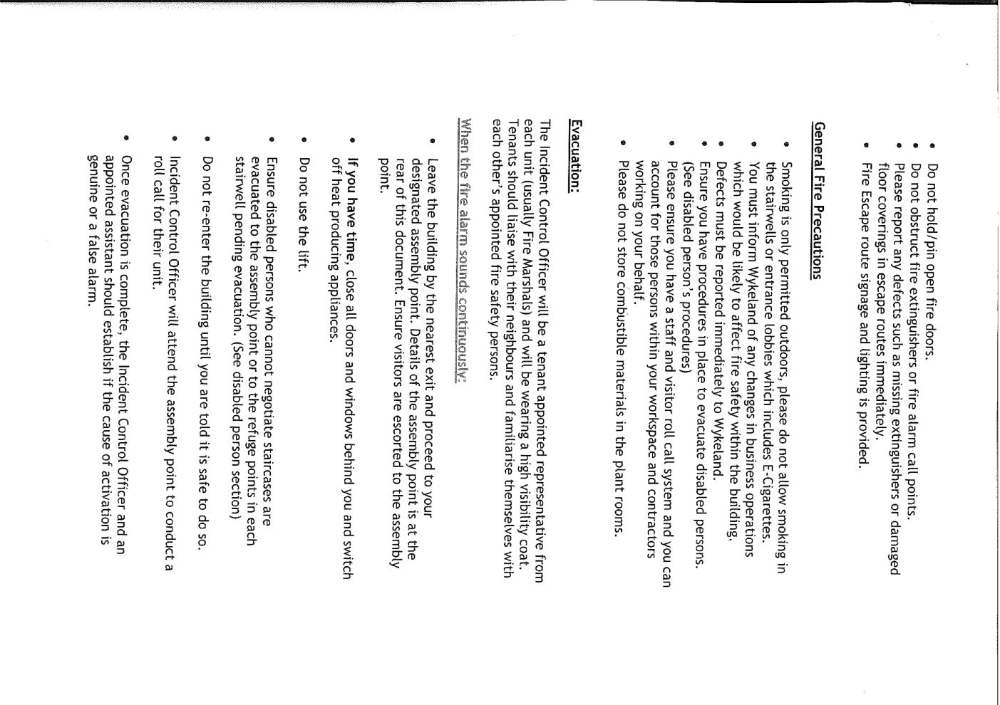 • Do not hold/pin open fire doors.
• Do not obstruct fire extinguishers or fire alarm call points.
• Please report any defects such as missing extinguishers or damaged
floor coverings in escape routes immediately.
• Fire Escape route signage and lighting is provided.
General Fire Precautions
• Smoking is only permitted outdoors, please do not allow smoking in
the stairwells or entrance lobbies which includes E-Cigarettes.
• You must inform Wykeland of any changes in business operations
which would be likely to affect fire safety within the building.
• Defects must be reported immediately to Wykeland.
• Ensure you have procedures in place to evacuate disabled persons.
(See disabled person's procedures)
• Please ensure you have a staff and visitor roll call system and you can
account for those persons within your workspace and contractors
working on your behalf.
• Please do not store combustible materials in the plant rooms.
Evacuation:
The Incident Control Officer will be a tenant appointed representative from
each unit (usually Fire Marshals) and will be wearing a high visibility coat.
Tenants should liaise with their neighbours and familiarise themselves with
each other's appointed fire safety persons.
When the fire alarm sounds continuously:
• Leave the building by the nearest exit and proceed to your
designated assembly point. Details of the assembly point is at the
rear of this document. Ensure visitors are escorted to the assembly
point.
• If you have time, close all doors and windows behind you and switch
off heat producing appliances.
• Do not use the lift.
• Ensure disabled persons who cannot negotiate staircases are
evacuated to the assembly point or to the refuge points in each
stairwell pending evacuation. (See disabled person section)
• Do not re-enter the building until you are told it is safe to do so.
• Incident Control Officer will attend the assembly point to conduct a
roll call for their unit.
• Once evacuation is complete, the Incident Control Officer and an
appointed assistant should establish if the cause of activation is
genuine or a false alarm.